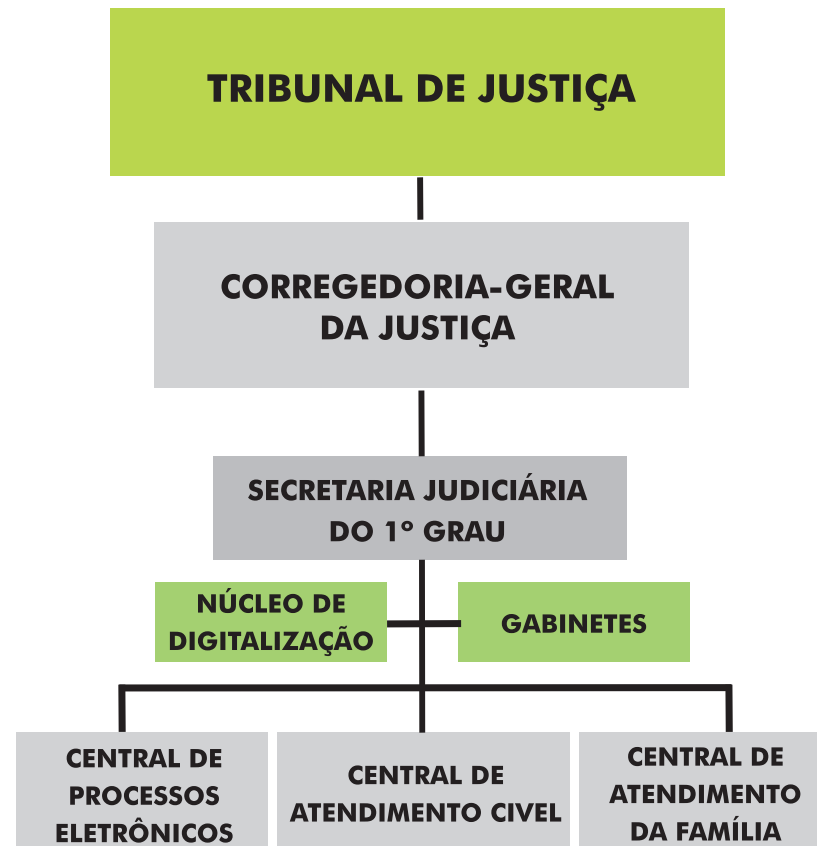 TRIBUNAL DE JUSTIÇA
CORREGEDORIA-GERAL
DA JUSTIÇA
SECRETARIA JUDICIÁRIA
DO 1º GRAU
NÚCLEO DE
DIGITALIZAÇÃO
GABINETES
CENTRAL DE
PROCESSOS
ELETRÔNICOS
CENTRAL DE
ATENDIMENTO CIVEL
CENTRAL DE
ATENDIMENTO
DA FAMÍLIA